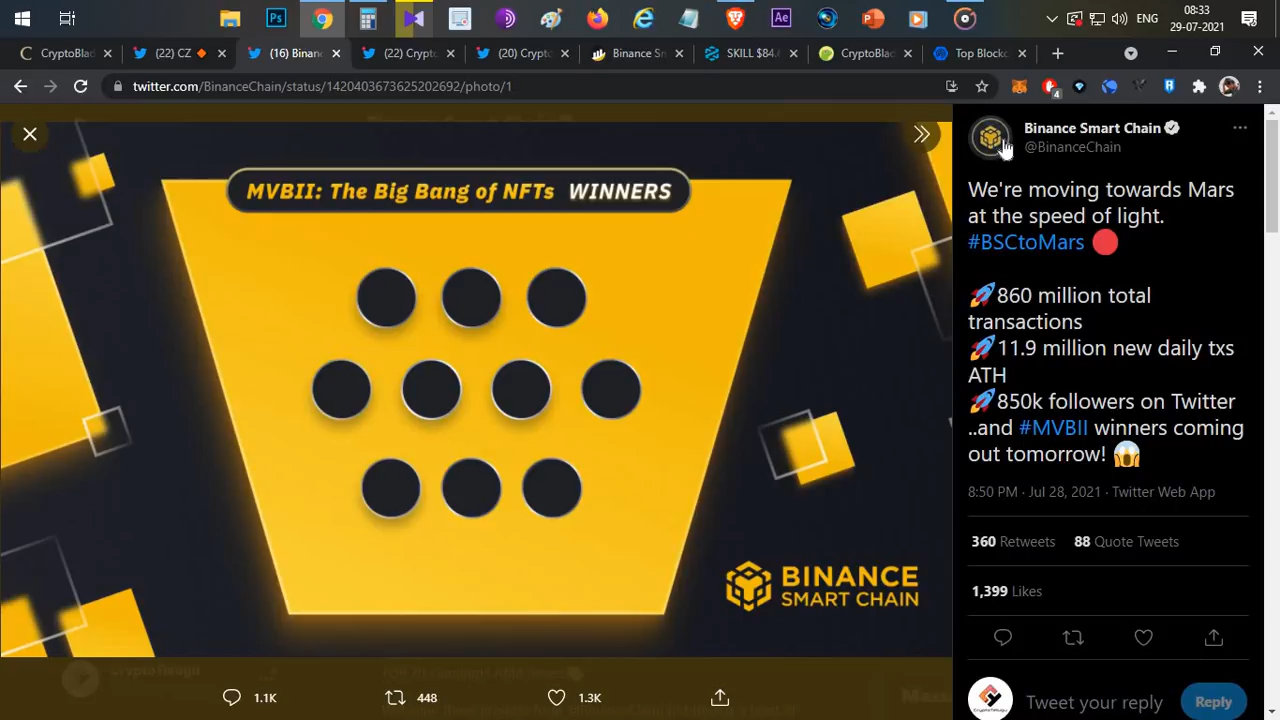 Ps
Ae
ENG
08:33
29-07-2021
CryptoBlad
(22) CZ
(16) Binan
(22) Crypto
(20) Crypto
Binance Sm
SKILL $84.
CryptoBlad
Top Blockc
twitter.com/BinanceChain/status/1420403673625202692/photo/1
4
MVBII: The Big Bang of NFTs WINNERS
BINANCE
SMART CHAIN
1.1K
448
1.3K
Binance Smart Chain
@BinanceChain
We're moving towards Mars
at the speed of light.
#BSCtoMars
860 million total
transactions
11.9 million new daily txs
ATH
850k followers on Twitter
..and #MVBII winners coming
out tomorrow!
8:50 PM · Jul 28, 2021 · Twitter Web App
360 Retweets 88 Quote Tweets
1,399 Likes
Tweet your reply
Reply